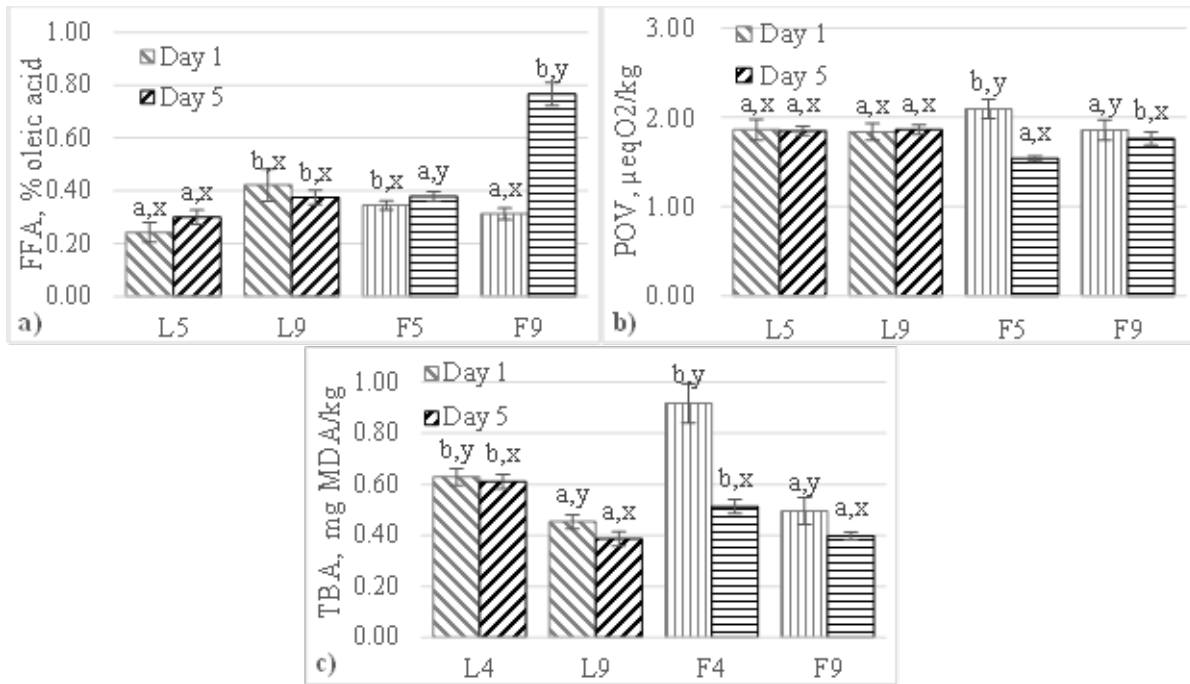 1.00
0.80
0.60
0.40
0.20
0.00
FFA, % oleic acid
Day 1
Day 5
a,x
a,x
b,x
b,x
b,x
a,y
a,x
b,y
a)
L5
L9
F5
F9
3.00
2.00
1.00
0.00
POV, µeqO2/kg
Day 1
Day 5
a,x
a,x
a,x
a,x
b,y
a,x
a,y
b,x
b)
L5
L9
F5
F9
1.00
0.80
0.60
0.40
0.20
0.00
TBA, mg MDA/kg
Day 1
Day 5
b,y
b,x
a,y
a,x
b,y
b,x
a,y
a,x
c)
L4
L9
F4
F9